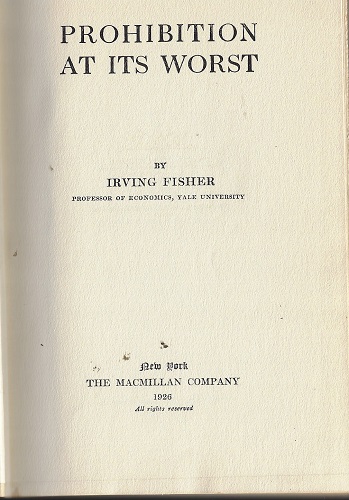 PROHIBITION
AT ITS WORST
BY
IRVING FISHER
PROFESSOR OF ECONOMICS, YALE UNIVERSITY
New York
THE MACMILLAN COMPANY
1926
All rights reserved